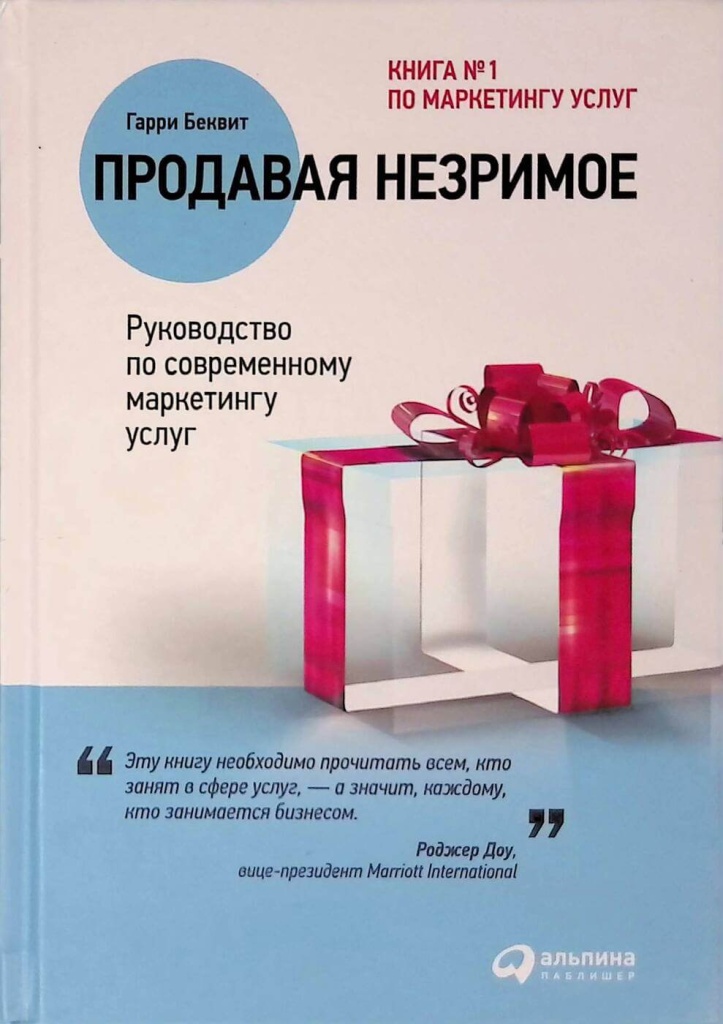 КНИГА №1
ПО МАРКЕТИНГУ УСЛУГ
Гарри Беквит
ПРОДАВАЯ НЕЗРИМОЕ
Руководство
по современному
маркетингу
услуг
“ Эту книгу необходимо прочитать всем, кто
занят в сфере услуг, — а значит, каждому,
кто занимается бизнесом. ”
Роджер Доу,
вице-президент Marriott International
альпина
ПАБЛИШЕР